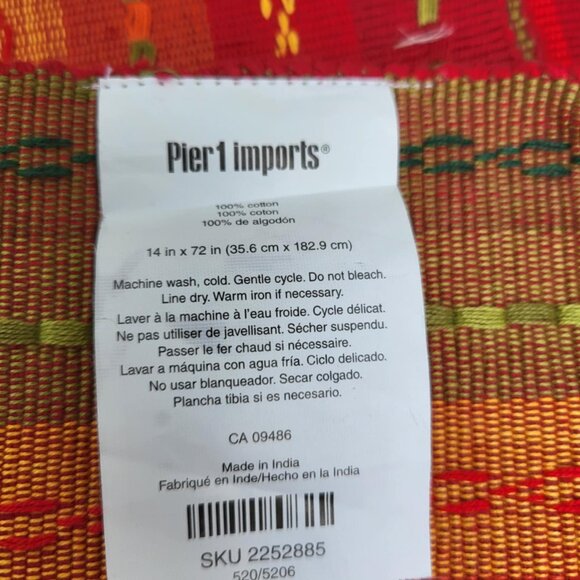 Pier1 imports®
100% cotton
100% coton
100% de algodón
14 in x 72 in (35.6 cm x 182.9 cm)
Machine wash, cold. Gentle cycle. Do not bleach.
Line dry. Warm iron if necessary.
Laver à la machine à l'eau froide. Cycle délicat.
Ne pas utiliser de javellisant. Sécher suspendu.
Passer le fer chaud si nécessaire.
Lavar a máquina con agua fría. Ciclo delicado.
No usar blanqueador. Secar colgado.
Plancha tibia si es necesario.
CA 09486
Made in India
Fabriqué en Inde/Hecho en la India
SKU 2252885
520/5206